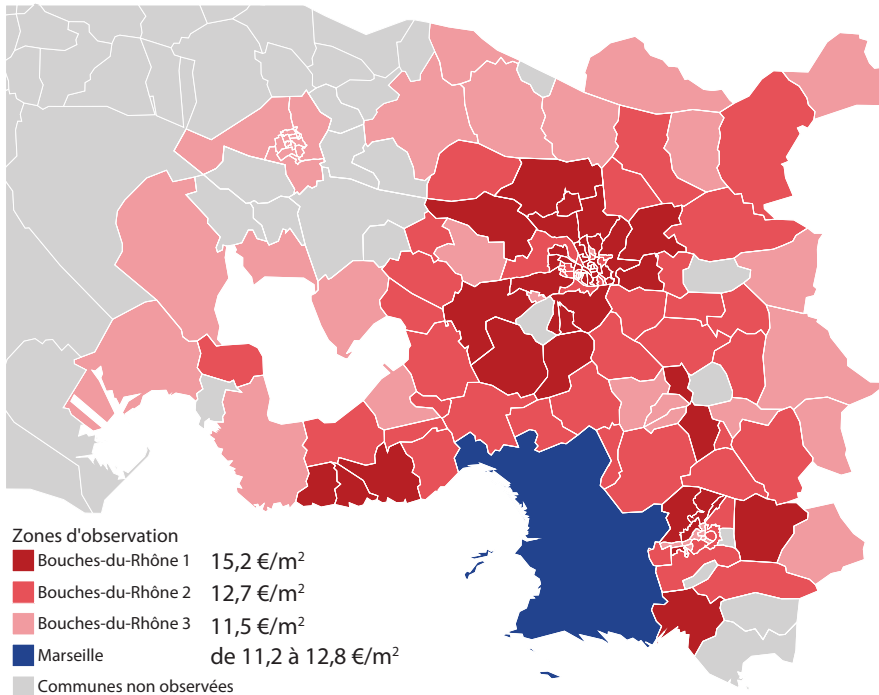 Zones d'observation
Bouches-du-Rhône 1 15,2 €/m²
Bouches-du-Rhône 2 12,7 €/m²
Bouches-du-Rhône 3 11,5 €/m²
Marseille de 11,2 à 12,8 €/m²
Communes non observées